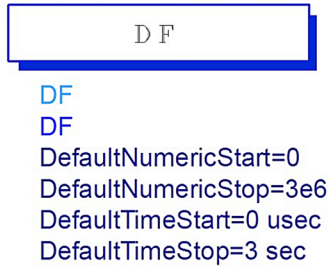 DF
DF
DF
DefaultNumericStart=0
DefaultNumericStop=3e6
DefaultTimeStart=0 usec
DefaultTimeStop=3 sec